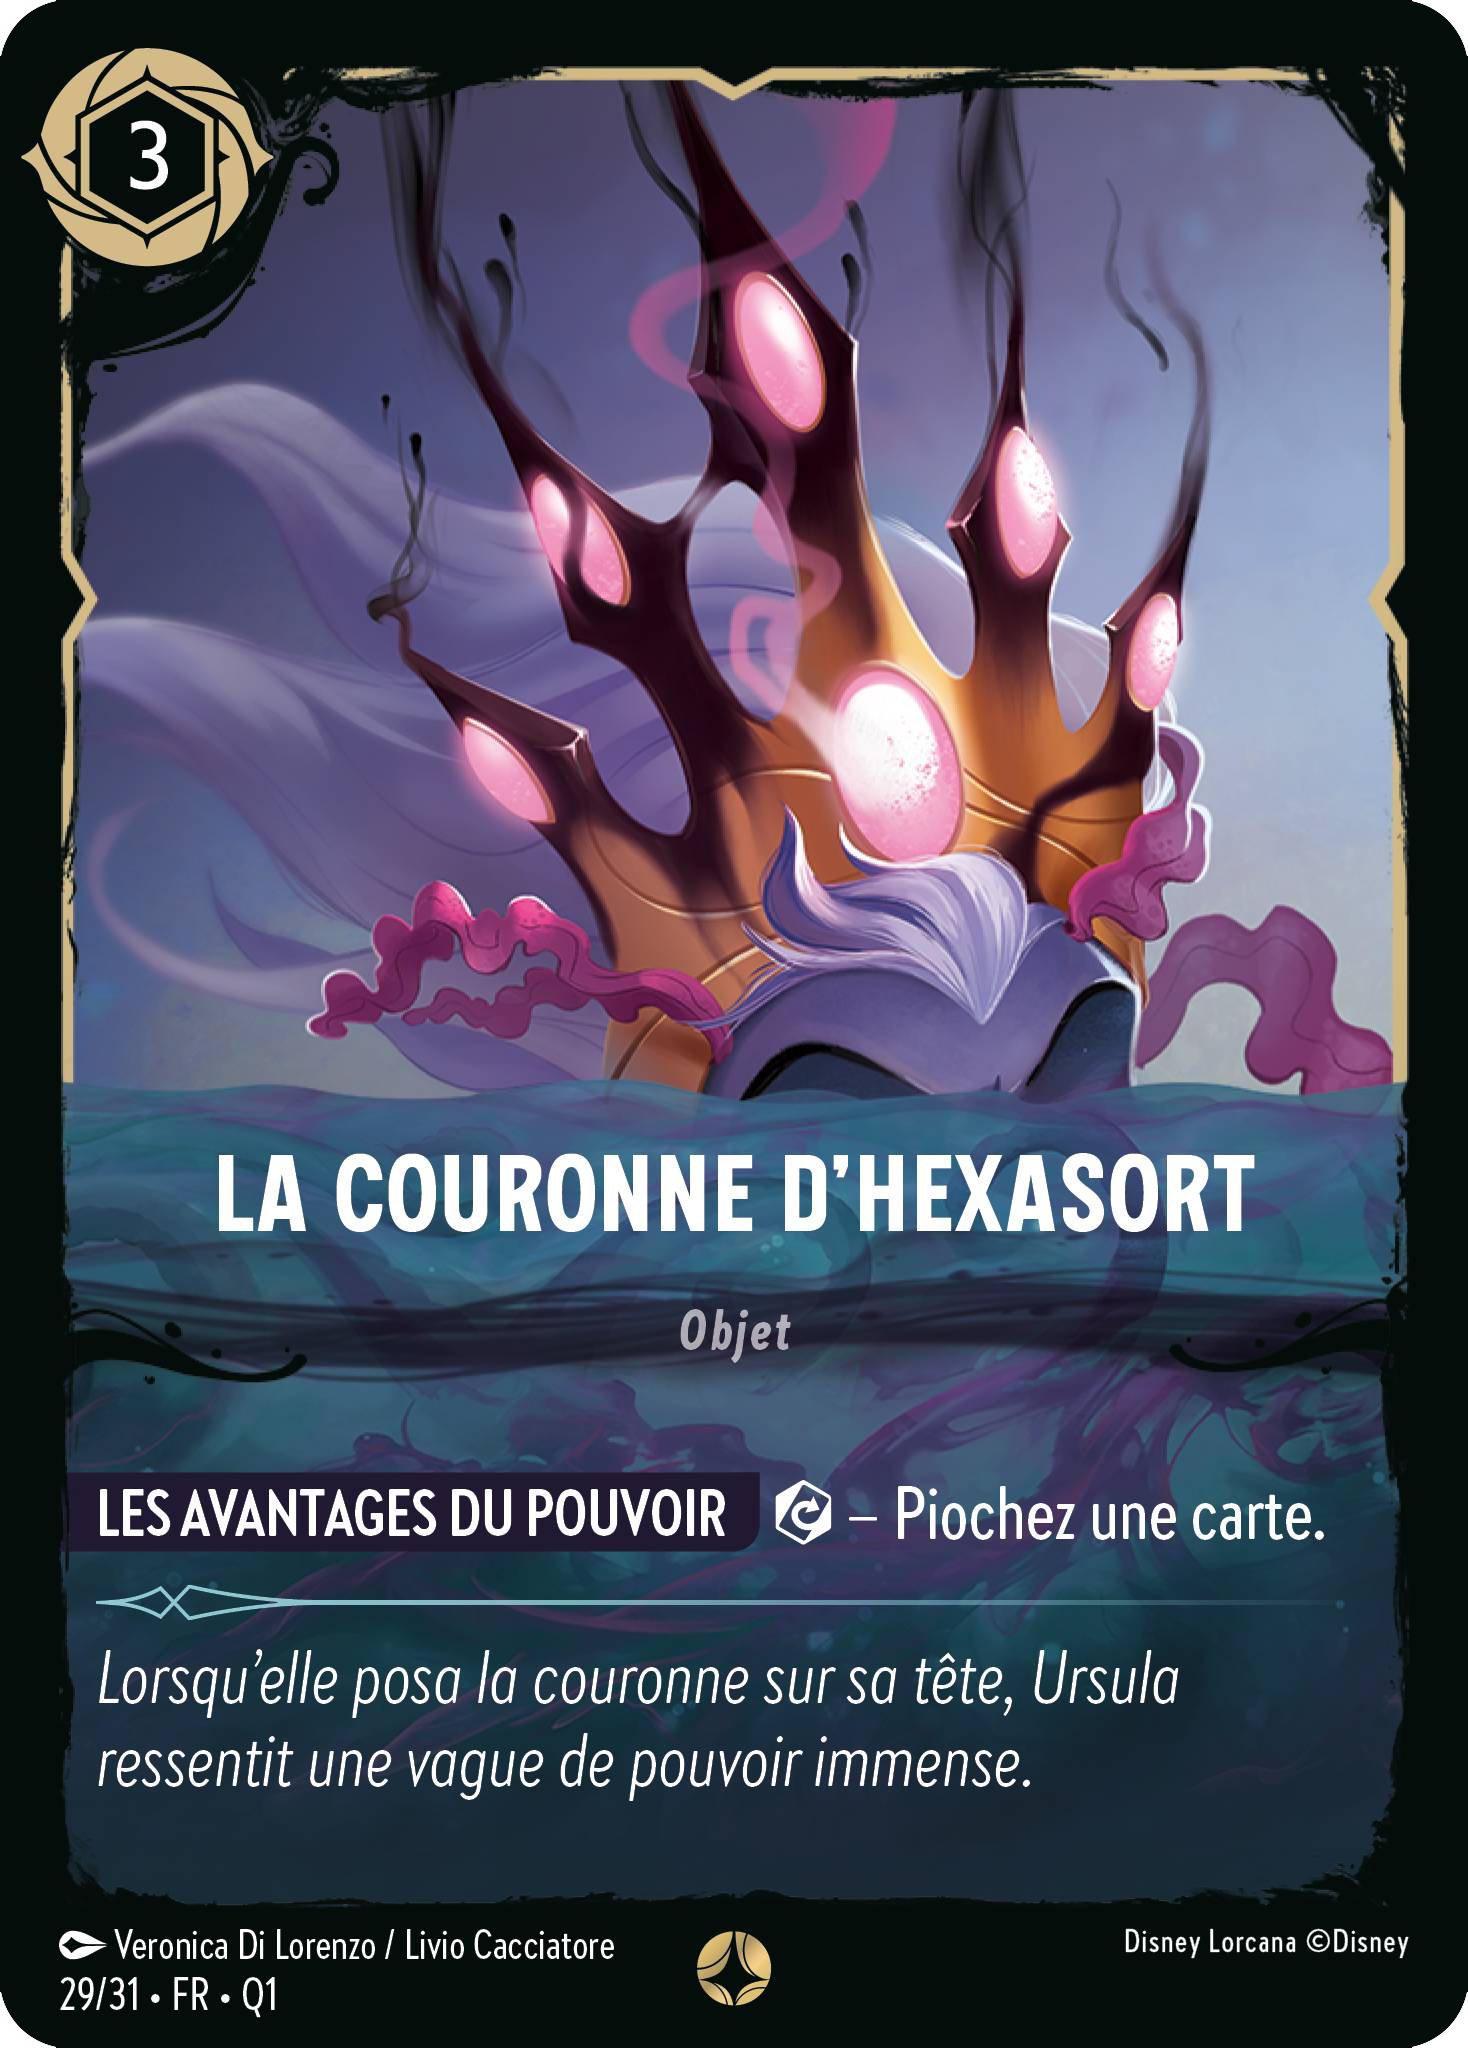 3
LA COURONNE D’HEXASORT
Objet
LES AVANTAGES DU POUVOIR – Piochez une carte.
Lorsqu’elle posa la couronne sur sa tête, Ursula
ressentit une vague de pouvoir immense.
Veronica Di Lorenzo / Livio Cacciatore
Disney Lorcana ©Disney
29/31 • FR • Q1